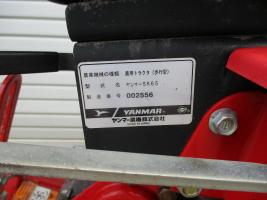 農業機械の種類 農用トラクタ(歩行型)
型式名 ヤンマーSK65
製造番号 002556
YANMAR
ヤンマー農機株式会社